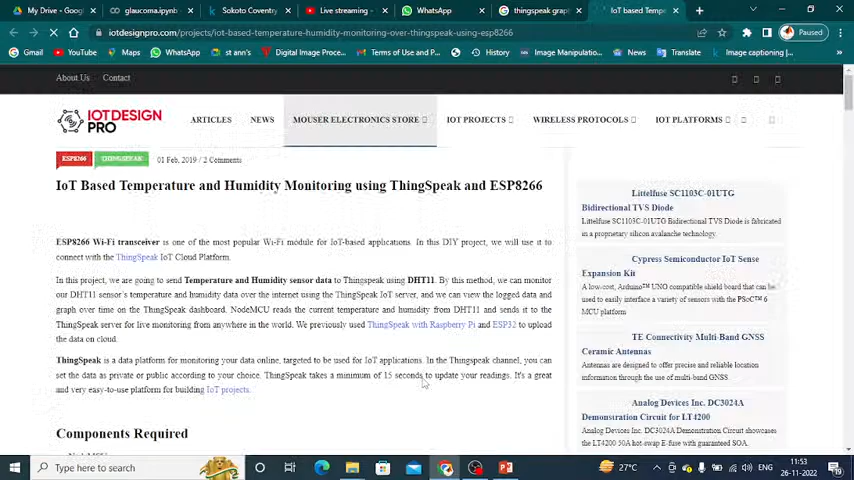 My Drive - Googl
glaucoma.ipynb
Sokoto Coventry
Live streaming -
WhatsApp
thingspeak grap
IoT based Tempe
iotdesignpro.com/projects/iot-based-temperature-humidity-monitoring-over-thingspeak-using-esp8266
Paused
Gmail
YouTube
Maps
WhatsApp
st ann's
Digital Image Proce...
Terms of Use and P...
WhatsApp
History
Image Manipulatio...
News
Translate
Image compression...
About Us Contact
IOTDESIGN
PRO
ARTICLES
NEWS
MOUSER ELECTRONICS STORE
IOT PROJECTS
WIRELESS PROTOCOLS
IOT PLATFORMS
ESP8266
THINGSPEAK
01 Feb, 2019 / 2 Comments
IoT Based Temperature and Humidity Monitoring using ThingSpeak and ESP8266
ESP8266 Wi-Fi transceiver is one of the most popular Wi-Fi module for IoT-based applications. In this DIY project, we will use it to
connect with the ThingSpeak IoT Cloud Platform.
In this project, we are going to send Temperature and Humidity sensor data to Thingspeak using DHT11. By this method, we can monitor
our DHT11 sensor's temperature and humidity data over the internet using the ThingSpeak IoT server, and we can view the logged data and
graph over time on the ThingSpeak dashboard. NodeMCU reads the current temperature and humidity from DHT11 and sends it to the
ThingSpeak server for live monitoring from anywhere in the world. We previously used ThingSpeak with Raspberry Pi and ESP32 to upload
the data on cloud.
ThingSpeak is a data platform for monitoring your data online, targeted to be used for IoT applications. In the Thingspeak channel, you can
set the data as private or public according to your choice. ThingSpeak takes a minimum of 15 seconds to update your readings. It's a great
and very easy-to-use platform for building IoT projects.
Components Required
Littelfuse SC1103C-01UTG
Bidirectional TVS Diode
Littelfuse SC1103C-01UTG Bidirectional TVS Diode is fabricated
in a proprietary silicon avalanche technology.
Cypress Semiconductor IoT Sense
Expansion Kit
A low-cost, Arduino™ UNO compatible shield board that can be
used to easily interface a variety of sensors with the PSoC™ 6
MCU platform
TE Connectivity Multi-Band GNSS
Ceramic Antennas
Antennas are designed to offer precise and reliable location
information through the use of multi-band GNSS.
Analog Devices Inc. DC3024A
Demonstration Circuit for LT4200
Analog Devices Inc. DC3024A Demonstration Circuit showcases
the LT4200 50A hot-swap E-fuse with guaranteed SOA.
Type here to search
27°C
ENG
11:53
26-11-2022